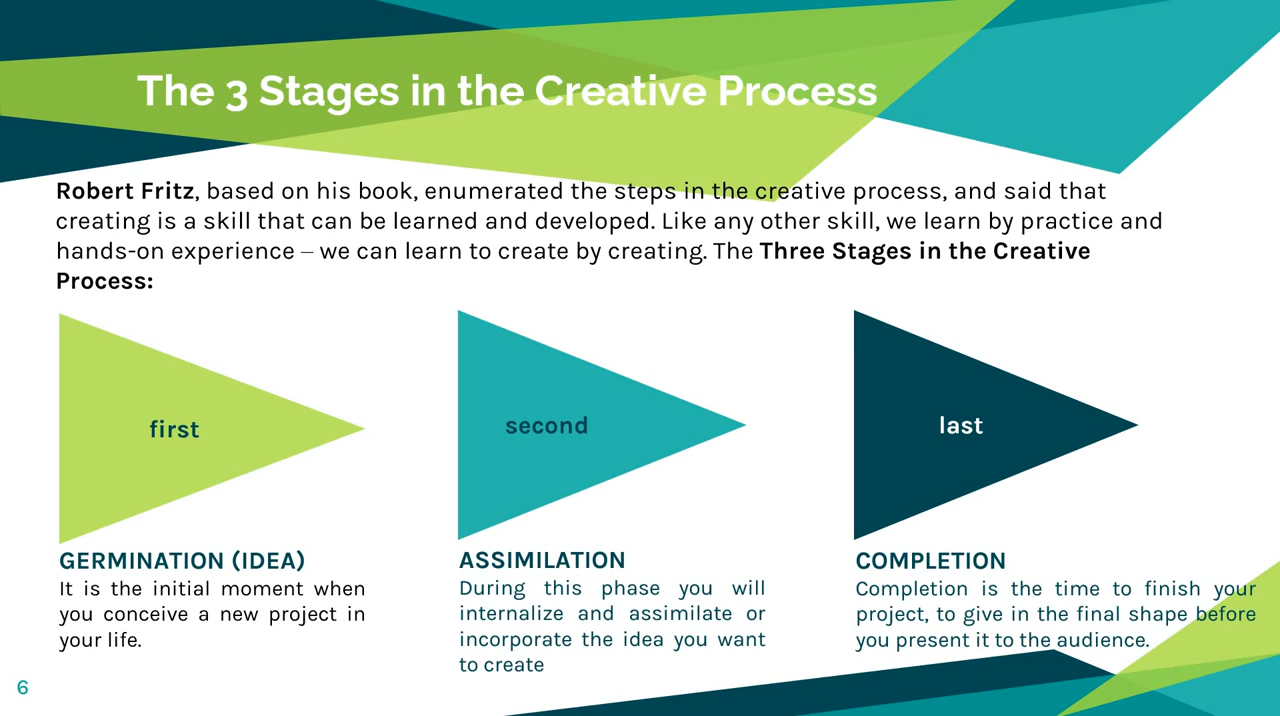 The 3 Stages in the Creative Process
Robert Fritz, based on his book, enumerated the steps in the creative process, and said that
creating is a skill that can be learned and developed. Like any other skill, we learn by practice and
hands-on experience – we can learn to create by creating. The Three Stages in the Creative
Process:
first
second
last
GERMINATION (IDEA)
It is the initial moment when
you conceive a new project in
your life.
ASSIMILATION
During this phase you will
internalize and assimilate or
incorporate the idea you want
to create
COMPLETION
Completion is the time to finish your
project, to give in the final shape before
you present it to the audience.
6